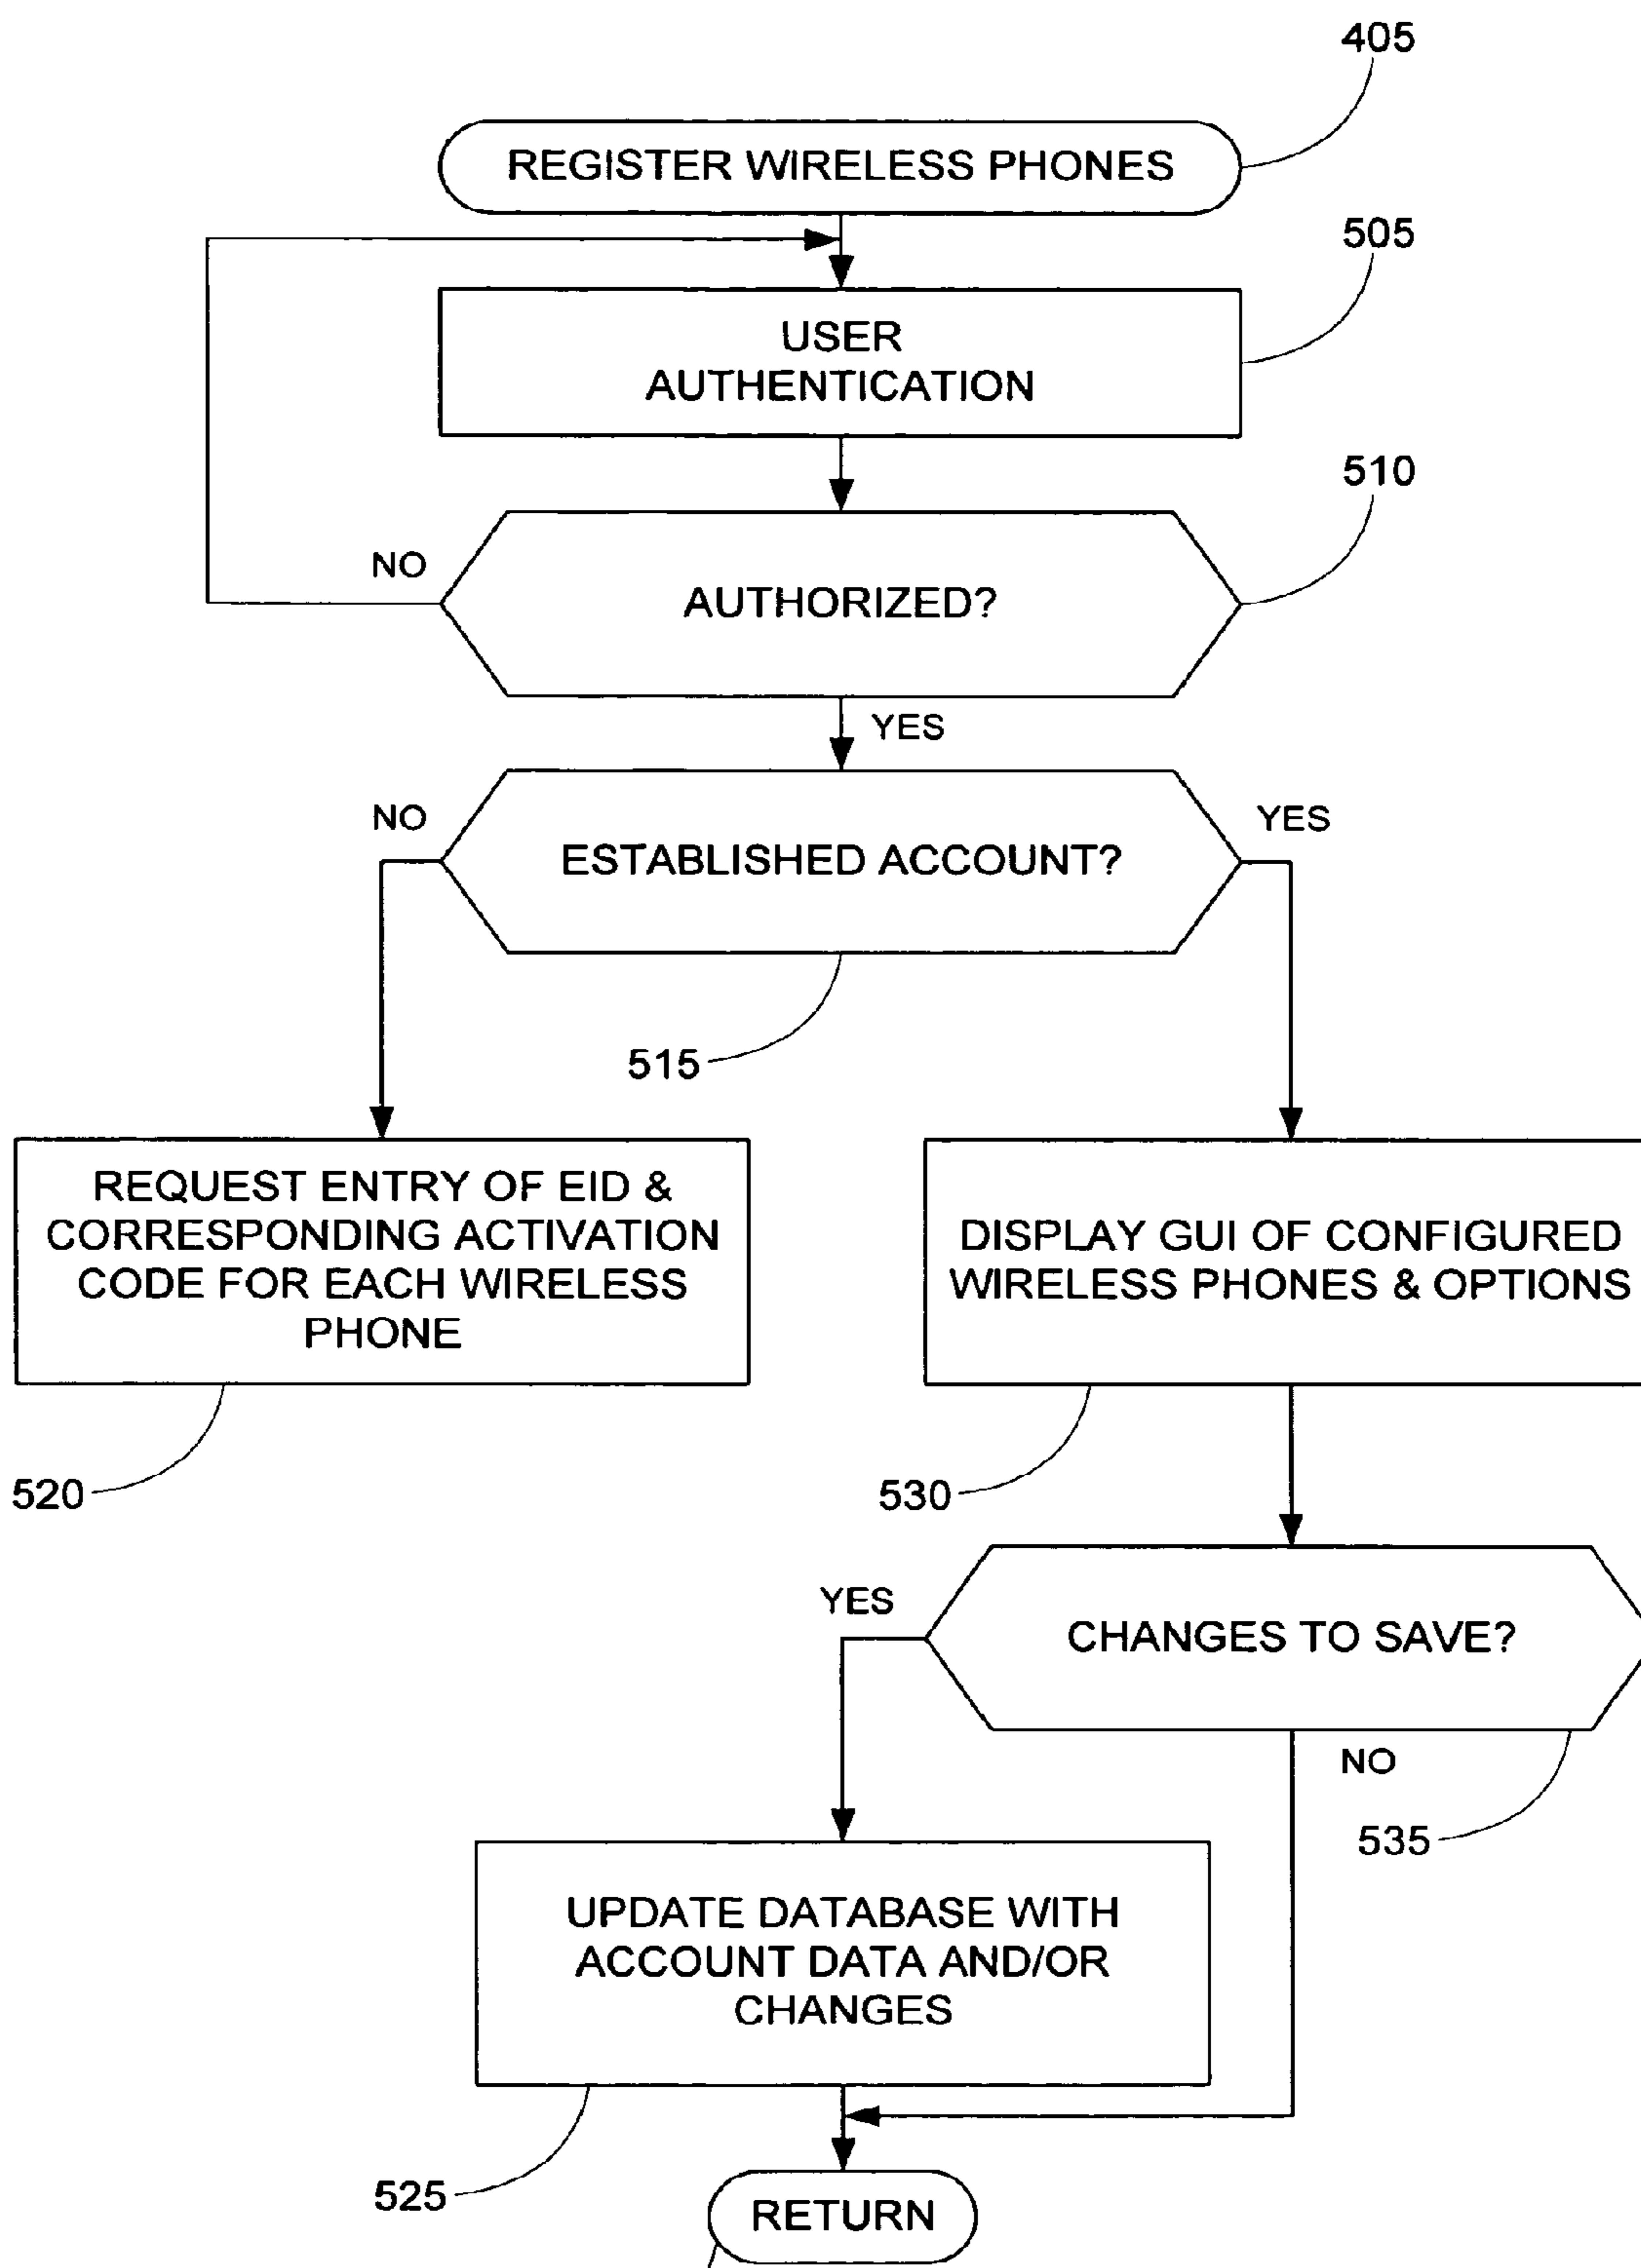 405
REGISTER WIRELESS PHONES
505
USER
AUTHENTICATION
510
NO
AUTHORIZED?
YES
NO
YES
ESTABLISHED ACCOUNT?
515
REQUEST ENTRY OF EID &
CORRESPONDING ACTIVATION
CODE FOR EACH WIRELESS
PHONE
DISPLAY GUI OF CONFIGURED
WIRELESS PHONES & OPTIONS
520
530
YES
CHANGES TO SAVE?
NO
535
UPDATE DATABASE WITH
ACCOUNT DATA AND/OR
CHANGES
525
RETURN